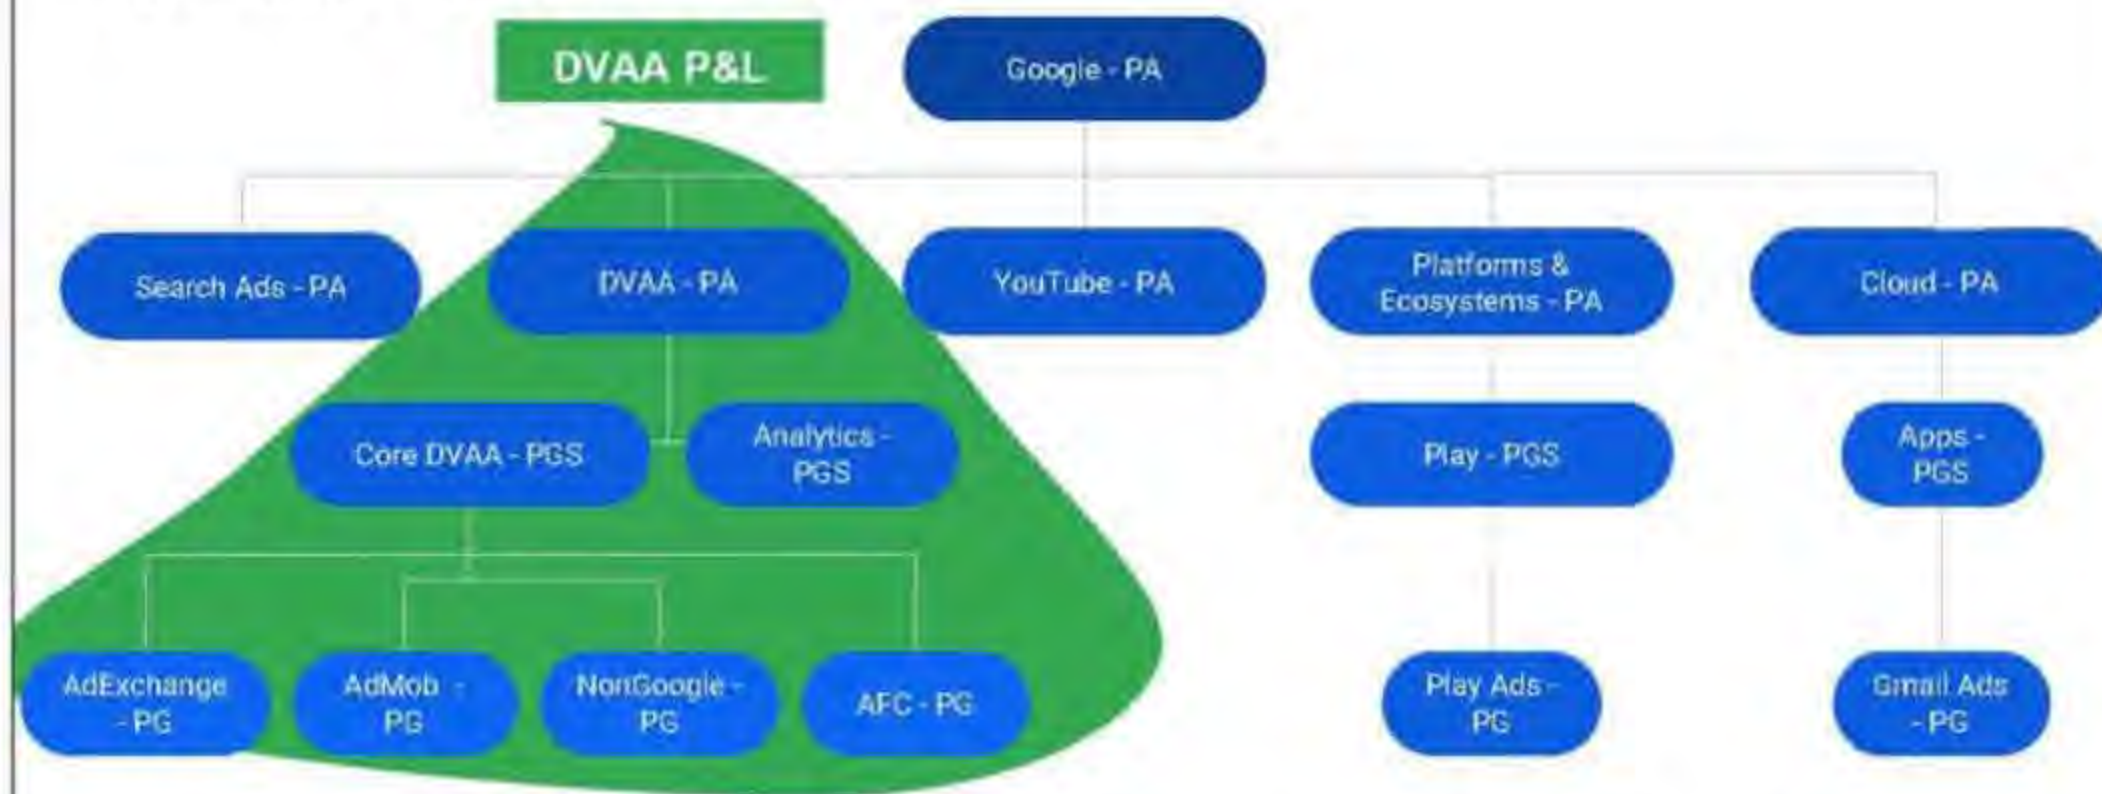 DVAA P&L
Google - PA
Search Ads - PA
DVAA - PA
YouTube - PA
Platforms &
Ecosystems - PA
Cloud - PA
Core DVAA - PGS
Analytics -
PGS
Play - PGS
Apps -
PGS
AdExchange
- PG
AdMob -
PG
NonGoogle -
PG
AFC - PG
Play Ads -
PG
Gmail Ads
- PG